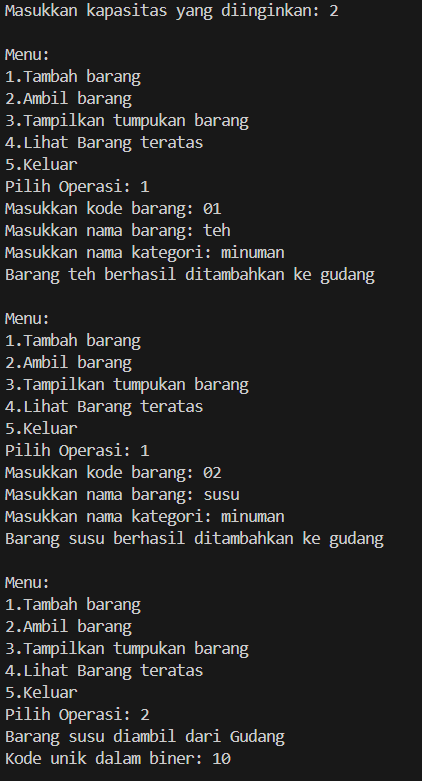 Masukkan kapasitas yang diinginkan: 2

Menu:
1.Tambah barang
2.Ambil barang
3.Tampilkan tumpukan barang
4.Lihat Barang teratas
5.Keluar
Pilih Operasi: 1
Masukkan kode barang: 01
Masukkan nama barang: teh
Masukkan nama kategori: minuman
Barang teh berhasil ditambahkan ke gudang

Menu:
1.Tambah barang
2.Ambil barang
3.Tampilkan tumpukan barang
4.Lihat Barang teratas
5.Keluar
Pilih Operasi: 1
Masukkan kode barang: 02
Masukkan nama barang: susu
Masukkan nama kategori: minuman
Barang susu berhasil ditambahkan ke gudang

Menu:
1.Tambah barang
2.Ambil barang
3.Tampilkan tumpukan barang
4.Lihat Barang teratas
5.Keluar
Pilih Operasi: 2
Barang susu diambil dari Gudang
Kode unik dalam biner: 10